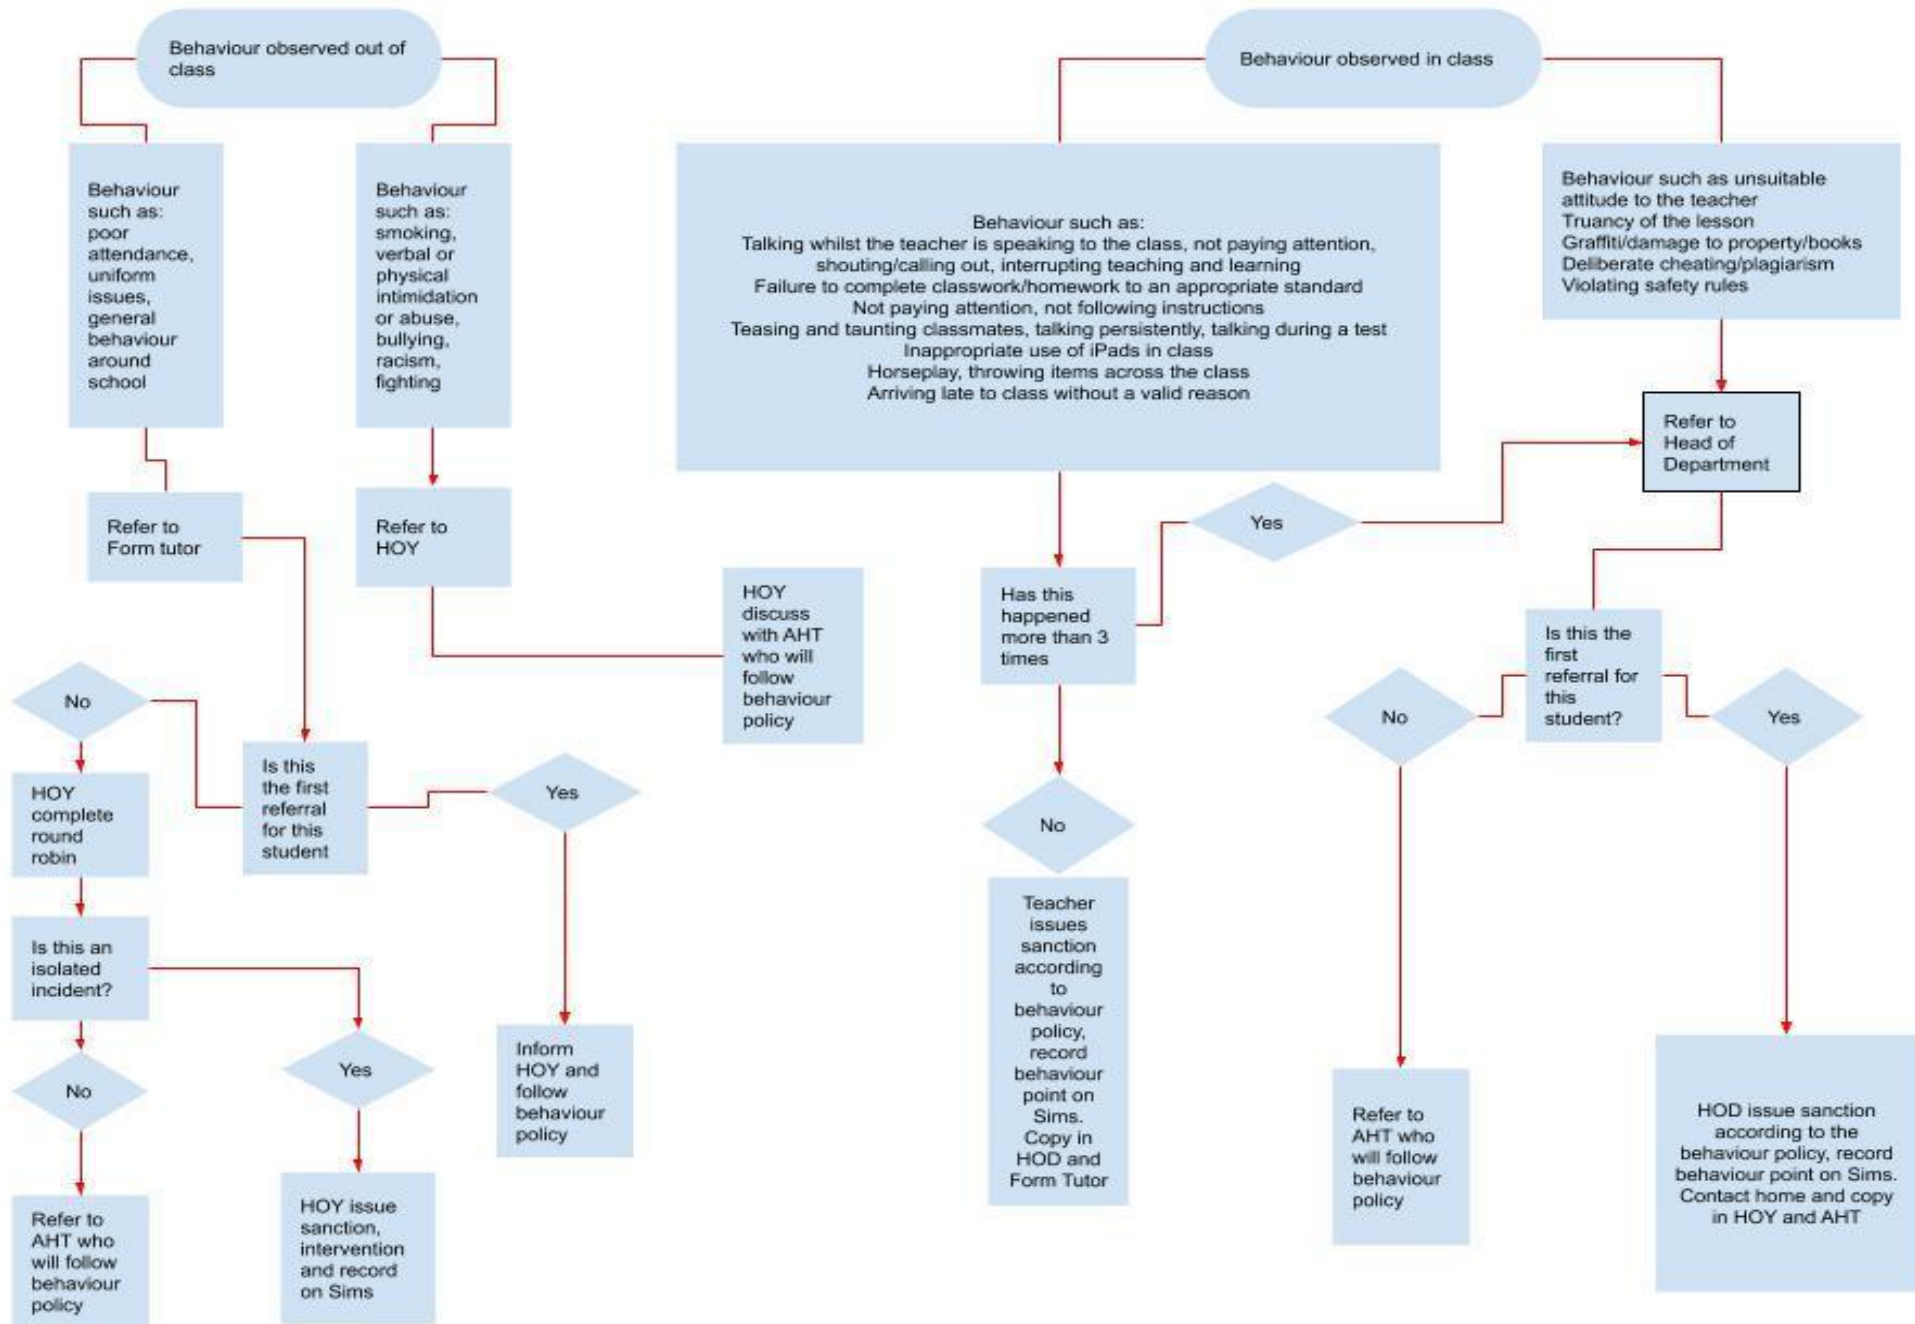 Behaviour observed out of
class
Behaviour observed in class
Behaviour
such as:
poor
attendance,
uniform
issues,
general
behaviour
around
school
Behaviour
such as:
smoking,
verbal or
physical
intimidation
or abuse,
bullying,
racism,
fighting
Behaviour such as:
Talking whilst the teacher is speaking to the class, not paying attention,
shouting/calling out, interrupting teaching and learning
Failure to complete classwork/homework to an appropriate standard
Not paying attention, not following instructions
Teasing and taunting classmates, talking persistently, talking during a test
Inappropriate use of iPads in class
Horseplay, throwing items across the class
Arriving late to class without a valid reason
Behaviour such as unsuitable
attitude to the teacher
Truancy of the lesson
Graffiti/damage to property/books
Deliberate cheating/plagiarism
Violating safety rules
Refer to
Head of
Department
Refer to
Form tutor
Refer to
HOY
Yes
HOY
discuss
with AHT
who will
follow
behaviour
policy
Has this
happened
more than 3
times
Is this the
first
referral for
this
student?
No
Is this
the first
referral
for this
student
Yes
No
Yes
HOY
complete
round
robin
No
Is this an
isolated
incident?
Teacher
issues
sanction
according
to
behaviour
policy,
record
behaviour
point on
Sims.
Copy in
HOD and
Form Tutor
No
Yes
Inform
HOY and
follow
behaviour
policy
Refer to
AHT who
will follow
behaviour
policy
HOD issue sanction
according to the
behaviour policy, record
behaviour point on Sims.
Contact home and copy
in HOY and AHT
Refer to
AHT who
will follow
behaviour
policy
HOY issue
sanction,
intervention
and record
on Sims